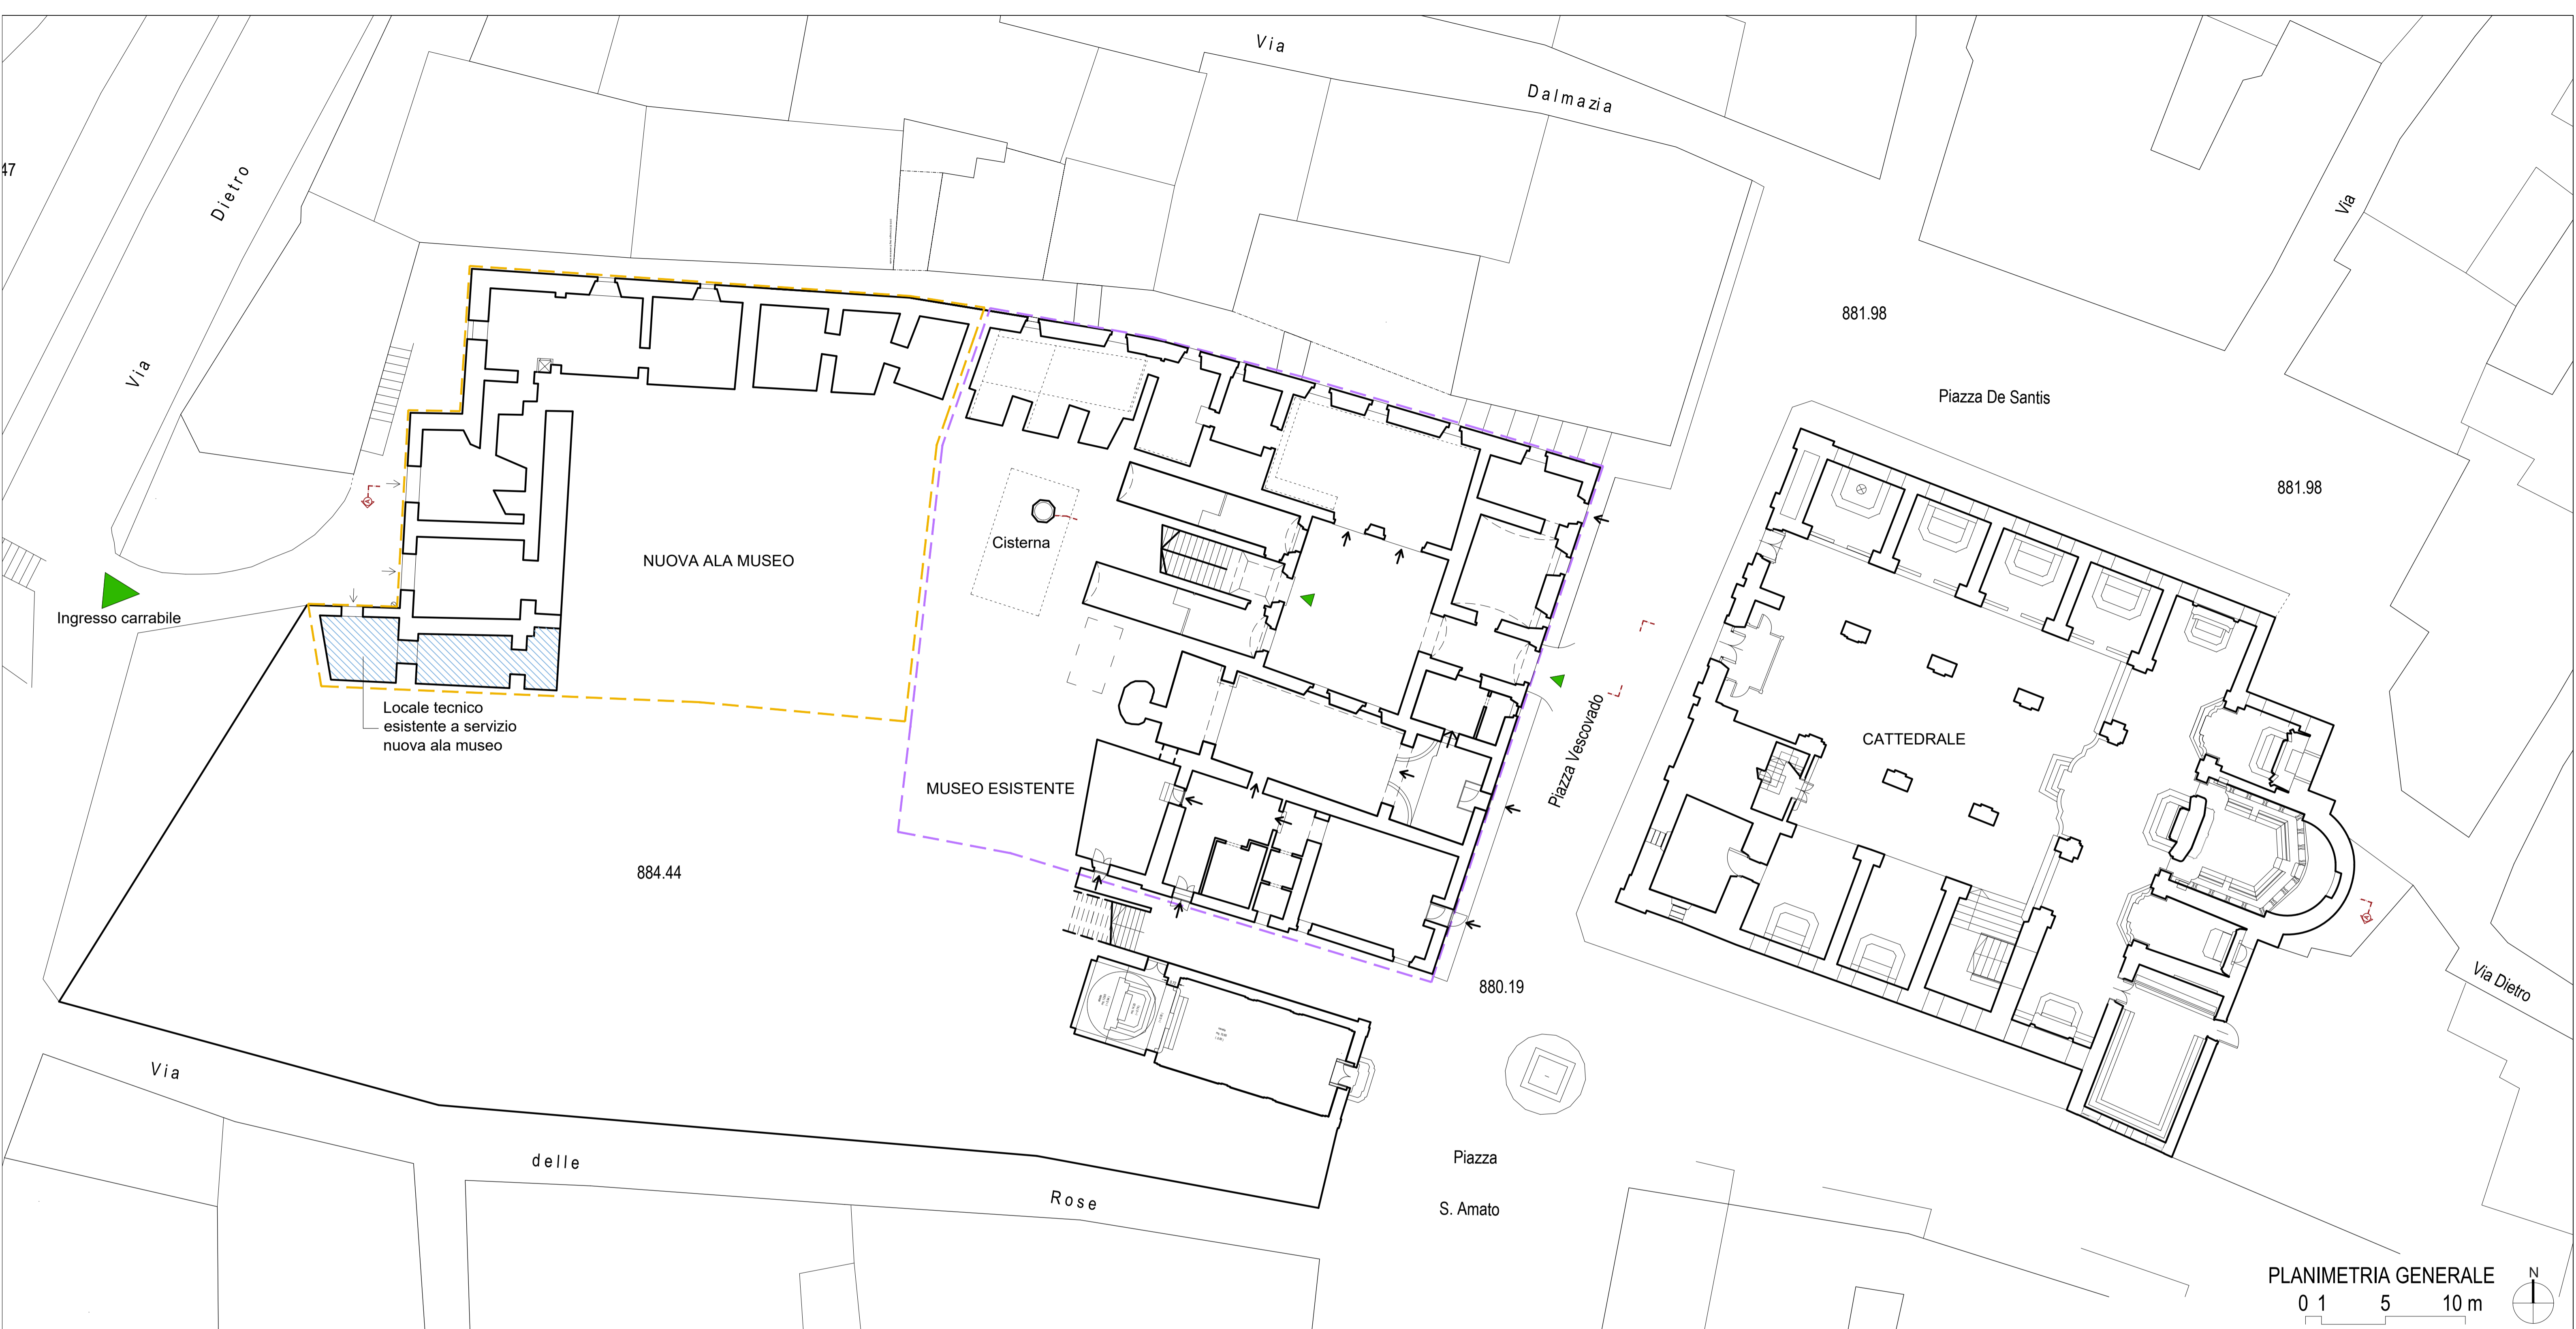 Via
Dalmazia
47
Dietro
Via
Via
881.98
Piazza De Santis
881.98
Cisterna
NUOVA ALA MUSEO
Ingresso carrabile
Locale tecnico
esistente a servizio
nuova ala museo
Piazza Vescovado
CATTEDRALE
MUSEO ESISTENTE
884.44
880.19
Via Dietro
Via
delle
Rose
Piazza
S. Amato
PLANIMETRIA GENERALE
N
0 1 5 10 m